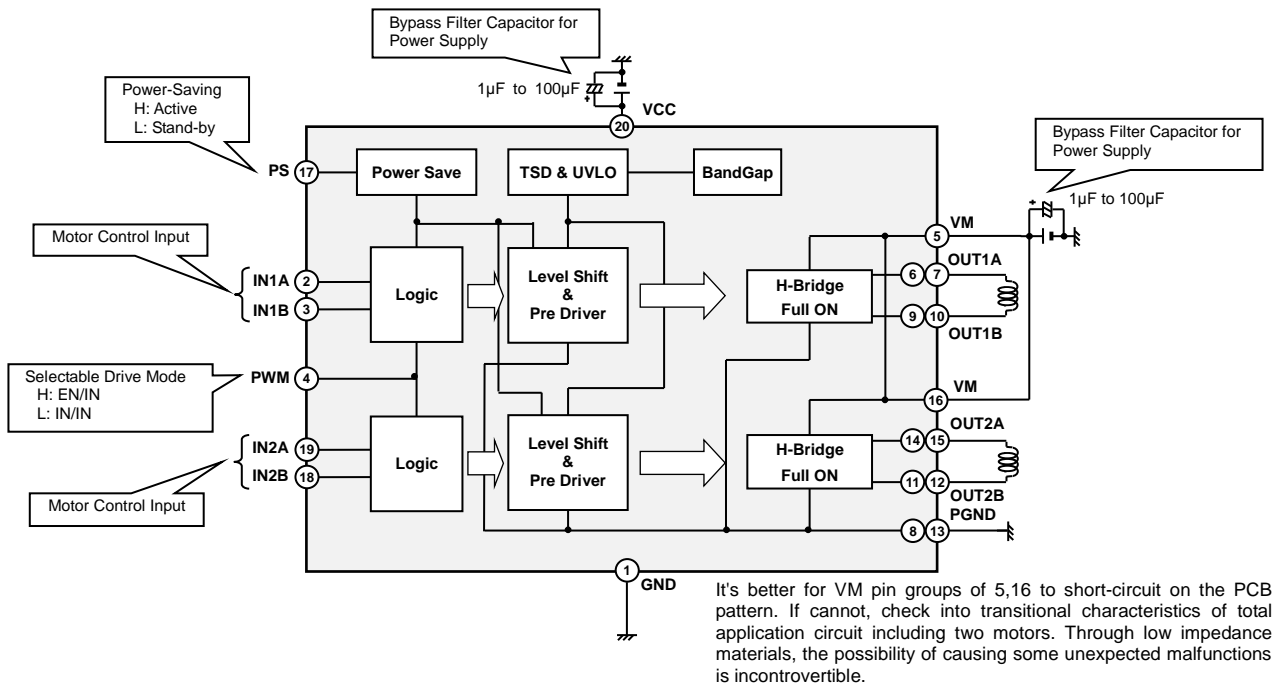 Bypass Filter Capacitor for
Power Supply
1µF to 100µF
+
VCC
20
Power-Saving
H: Active
L: Stand-by
Bypass Filter Capacitor for
Power Supply
+
1µF to 100µF
PS 17
Power Save
TSD & UVLO
BandGap
Motor Control Input
IN1A 2
IN1B 3
Logic
Level Shift
&
Pre Driver
H-Bridge
Full ON
5 VM
6 7 OUT1A
9 10 OUT1B
Selectable Drive Mode
H: EN/IN
L: IN/IN
PWM 4
16 VM
IN2A 19
IN2B 18
Motor Control Input
Logic
Level Shift
&
Pre Driver
H-Bridge
Full ON
14 15 OUT2A
11 12 OUT2B
8 13 PGND
1 GND
It's better for VM pin groups of 5,16 to short-circuit on the PCB
pattern. If cannot, check into transitional characteristics of total
application circuit including two motors. Through low impedance
materials, the possibility of causing some unexpected malfunctions
is incontrovertible.